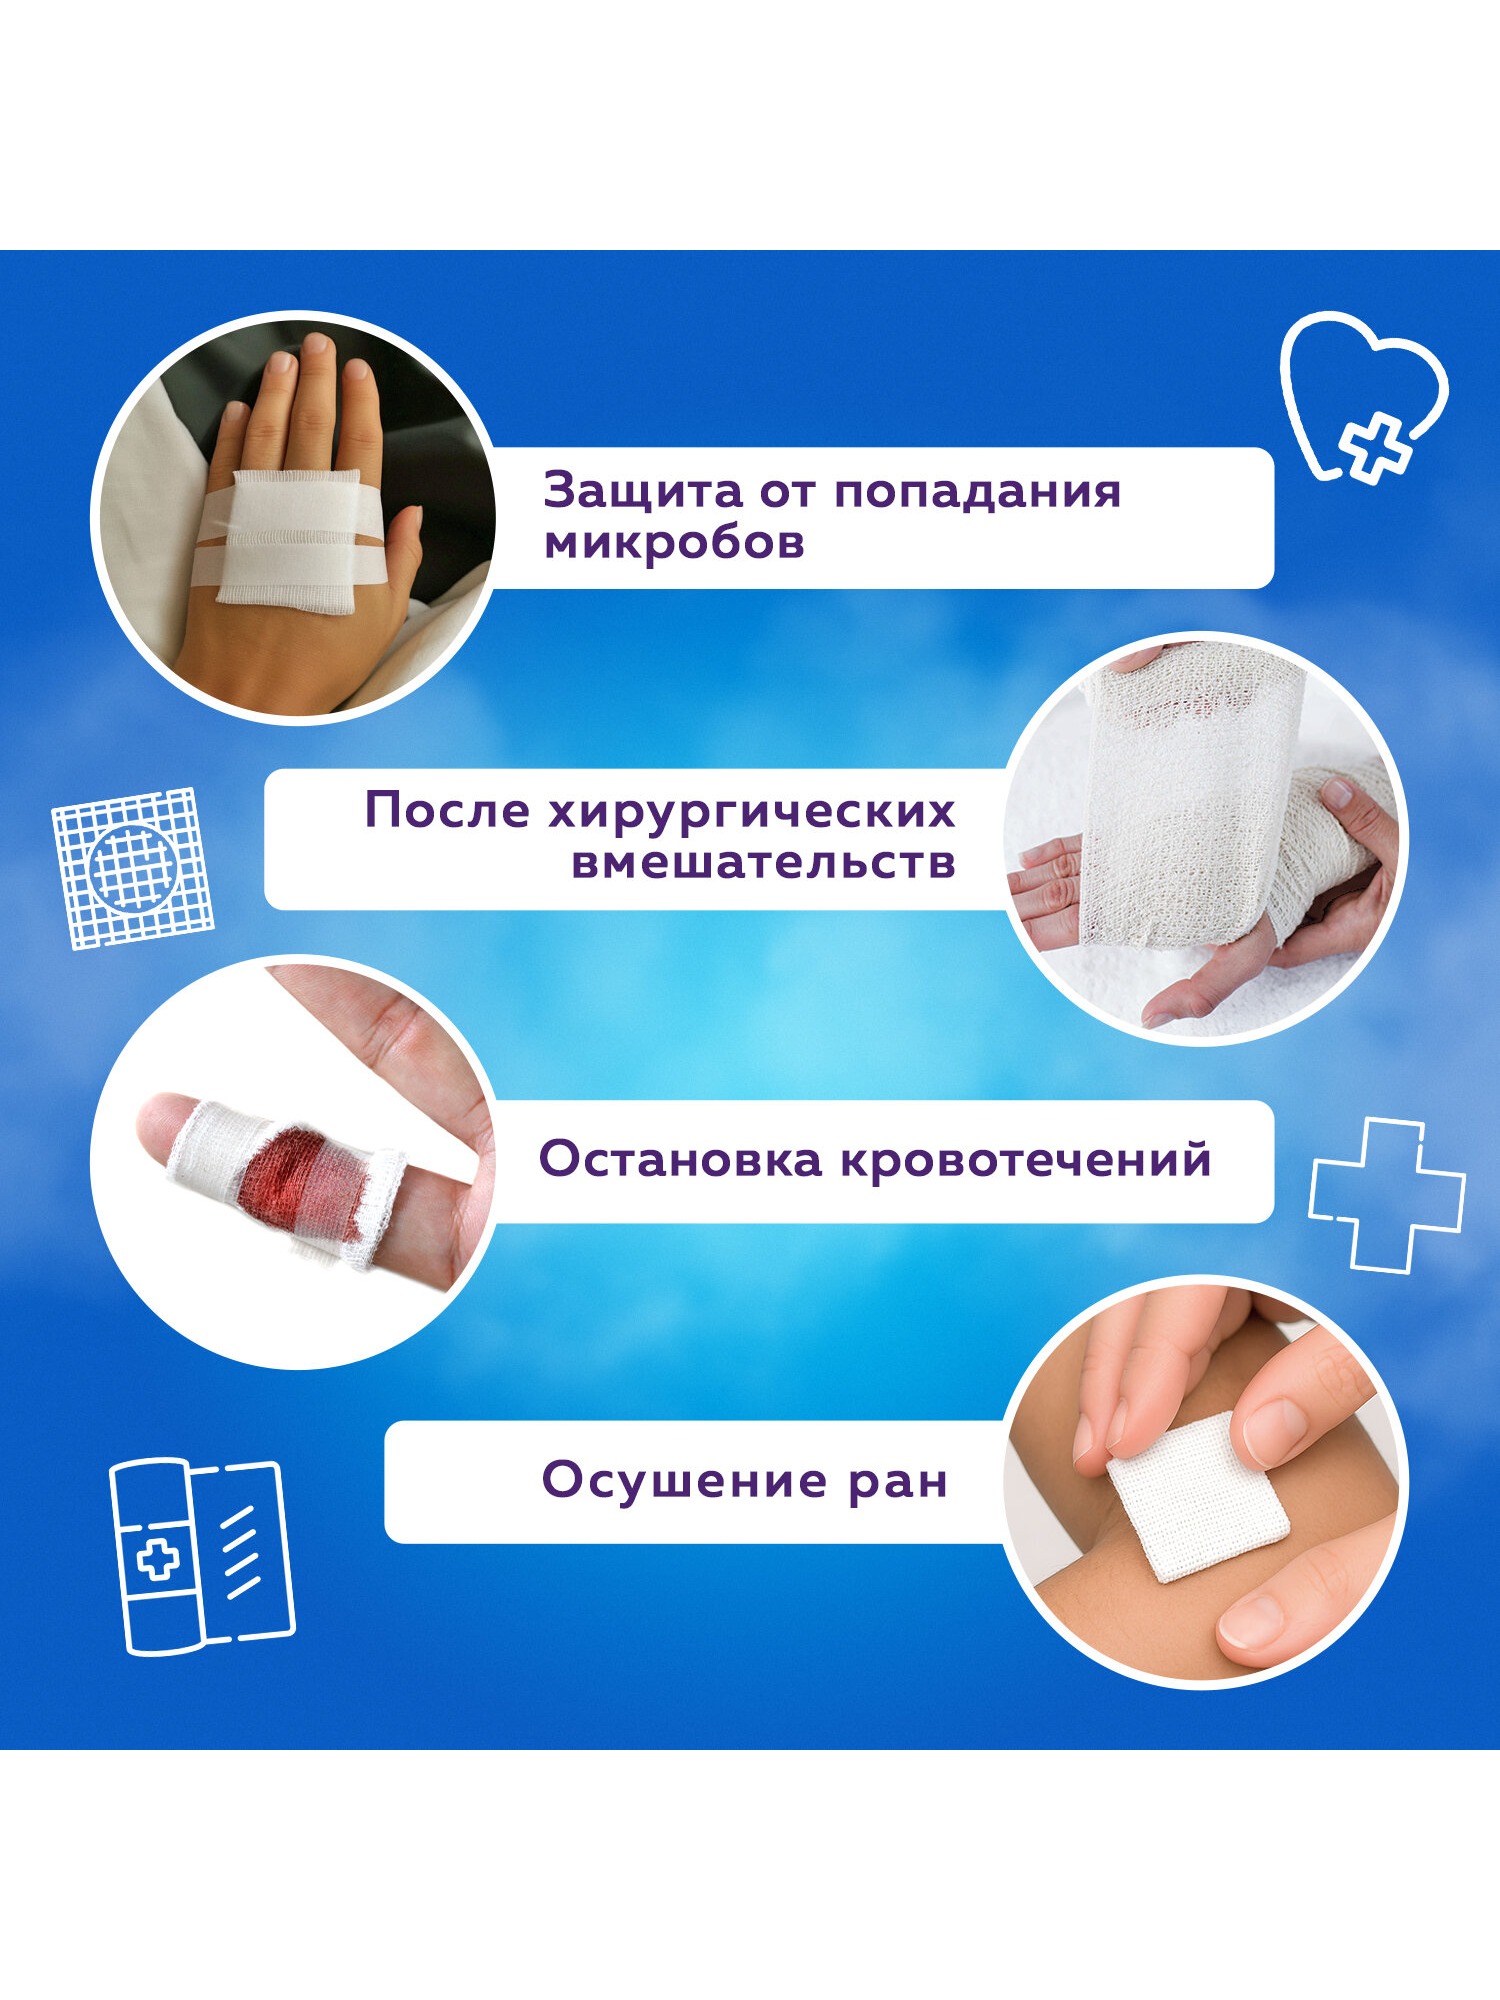 Защита от попадания
микробов
После хирургических
вмешательств
Остановка кровотечений
Осушение ран